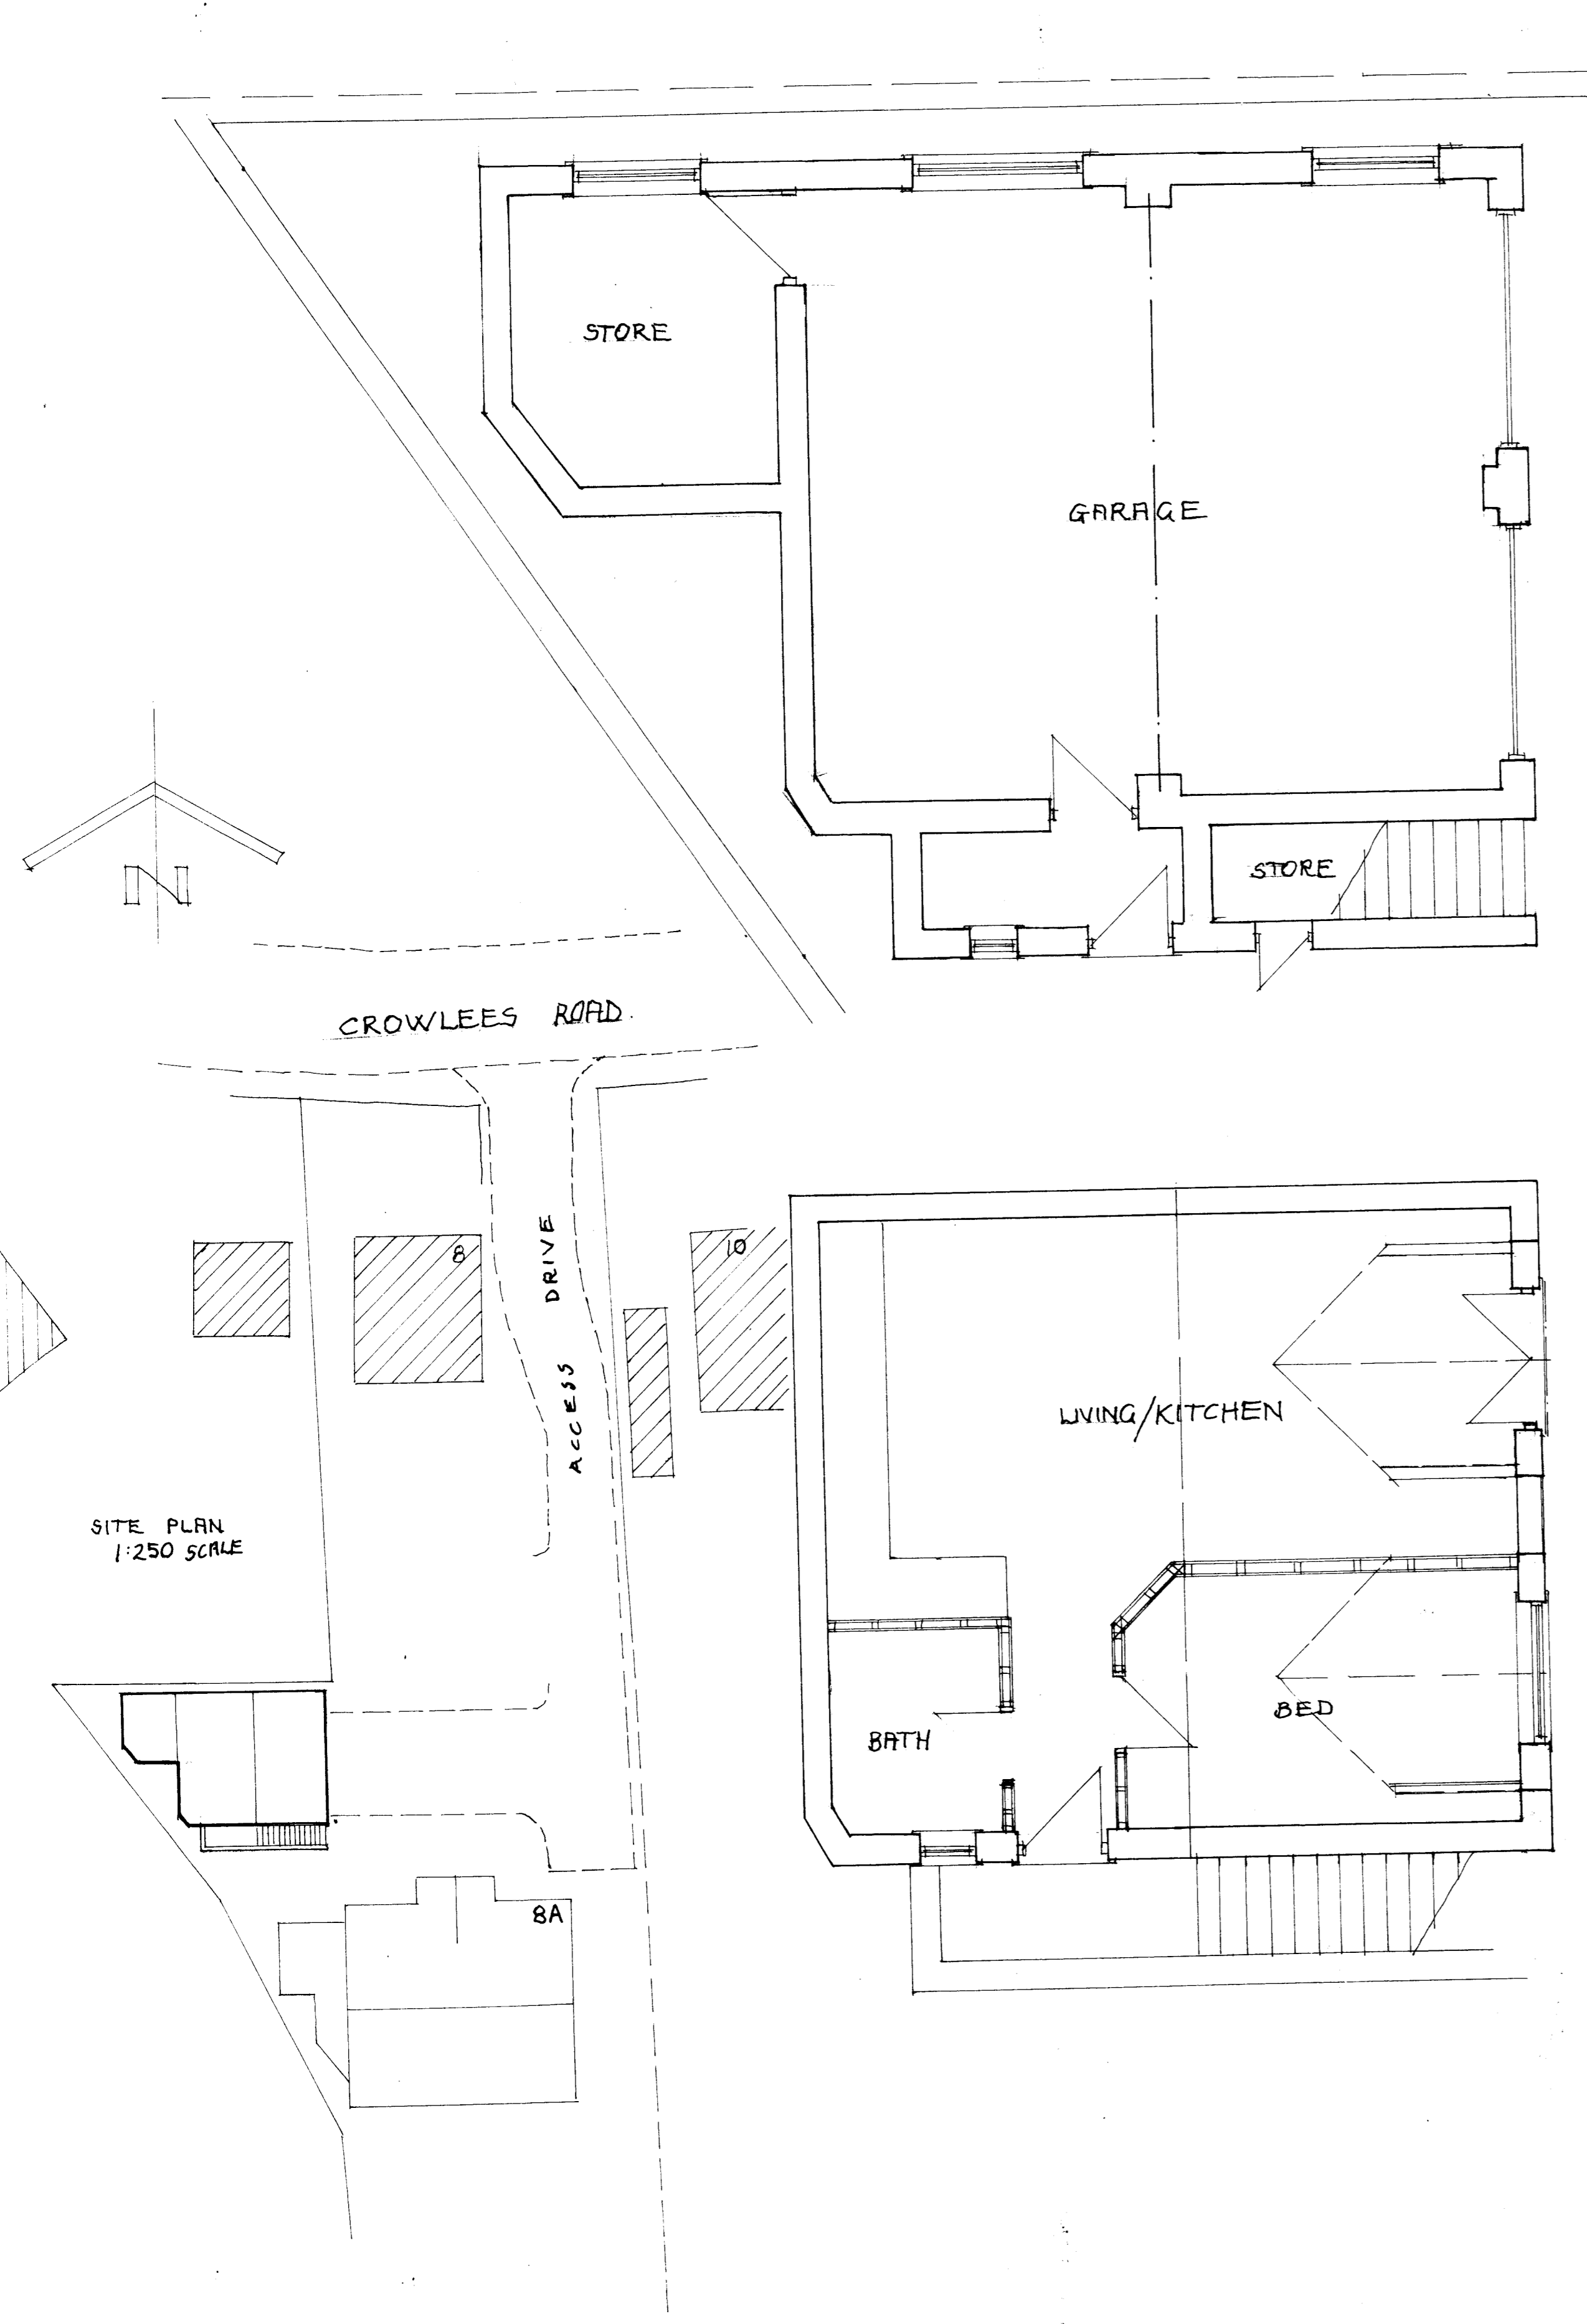 STORE
GARAGE
STORE
N
CROWLEES ROAD.
8
10
ACCESS DRIVE
LIVING/KITCHEN
SITE PLAN
1:250 SCALE
BED
BATH
8A